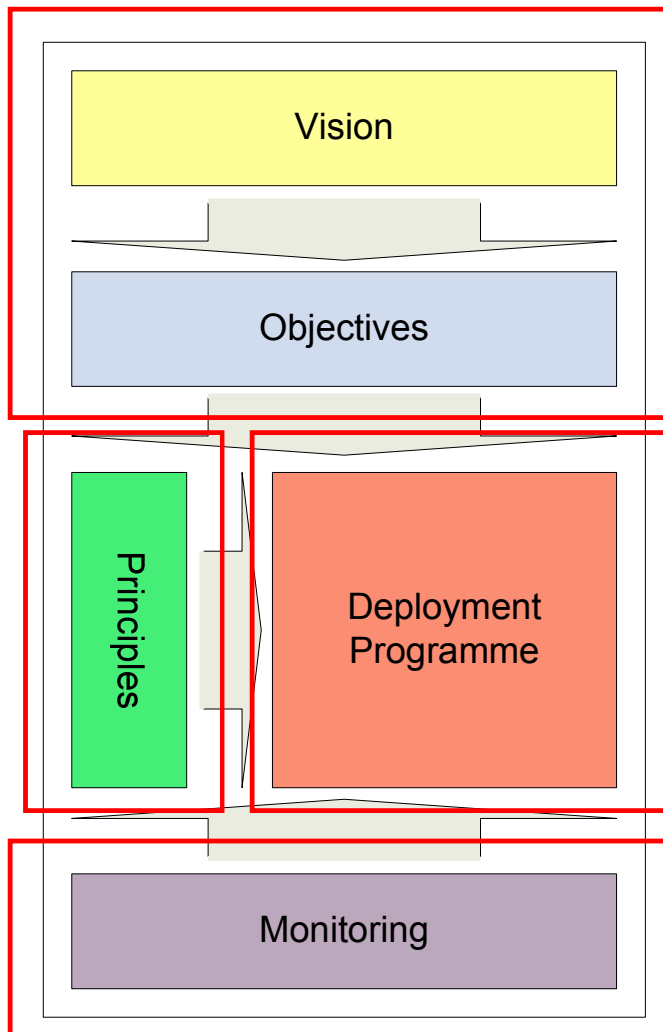 Vision
Objectives
Principles
Deployment
Programme
Monitoring